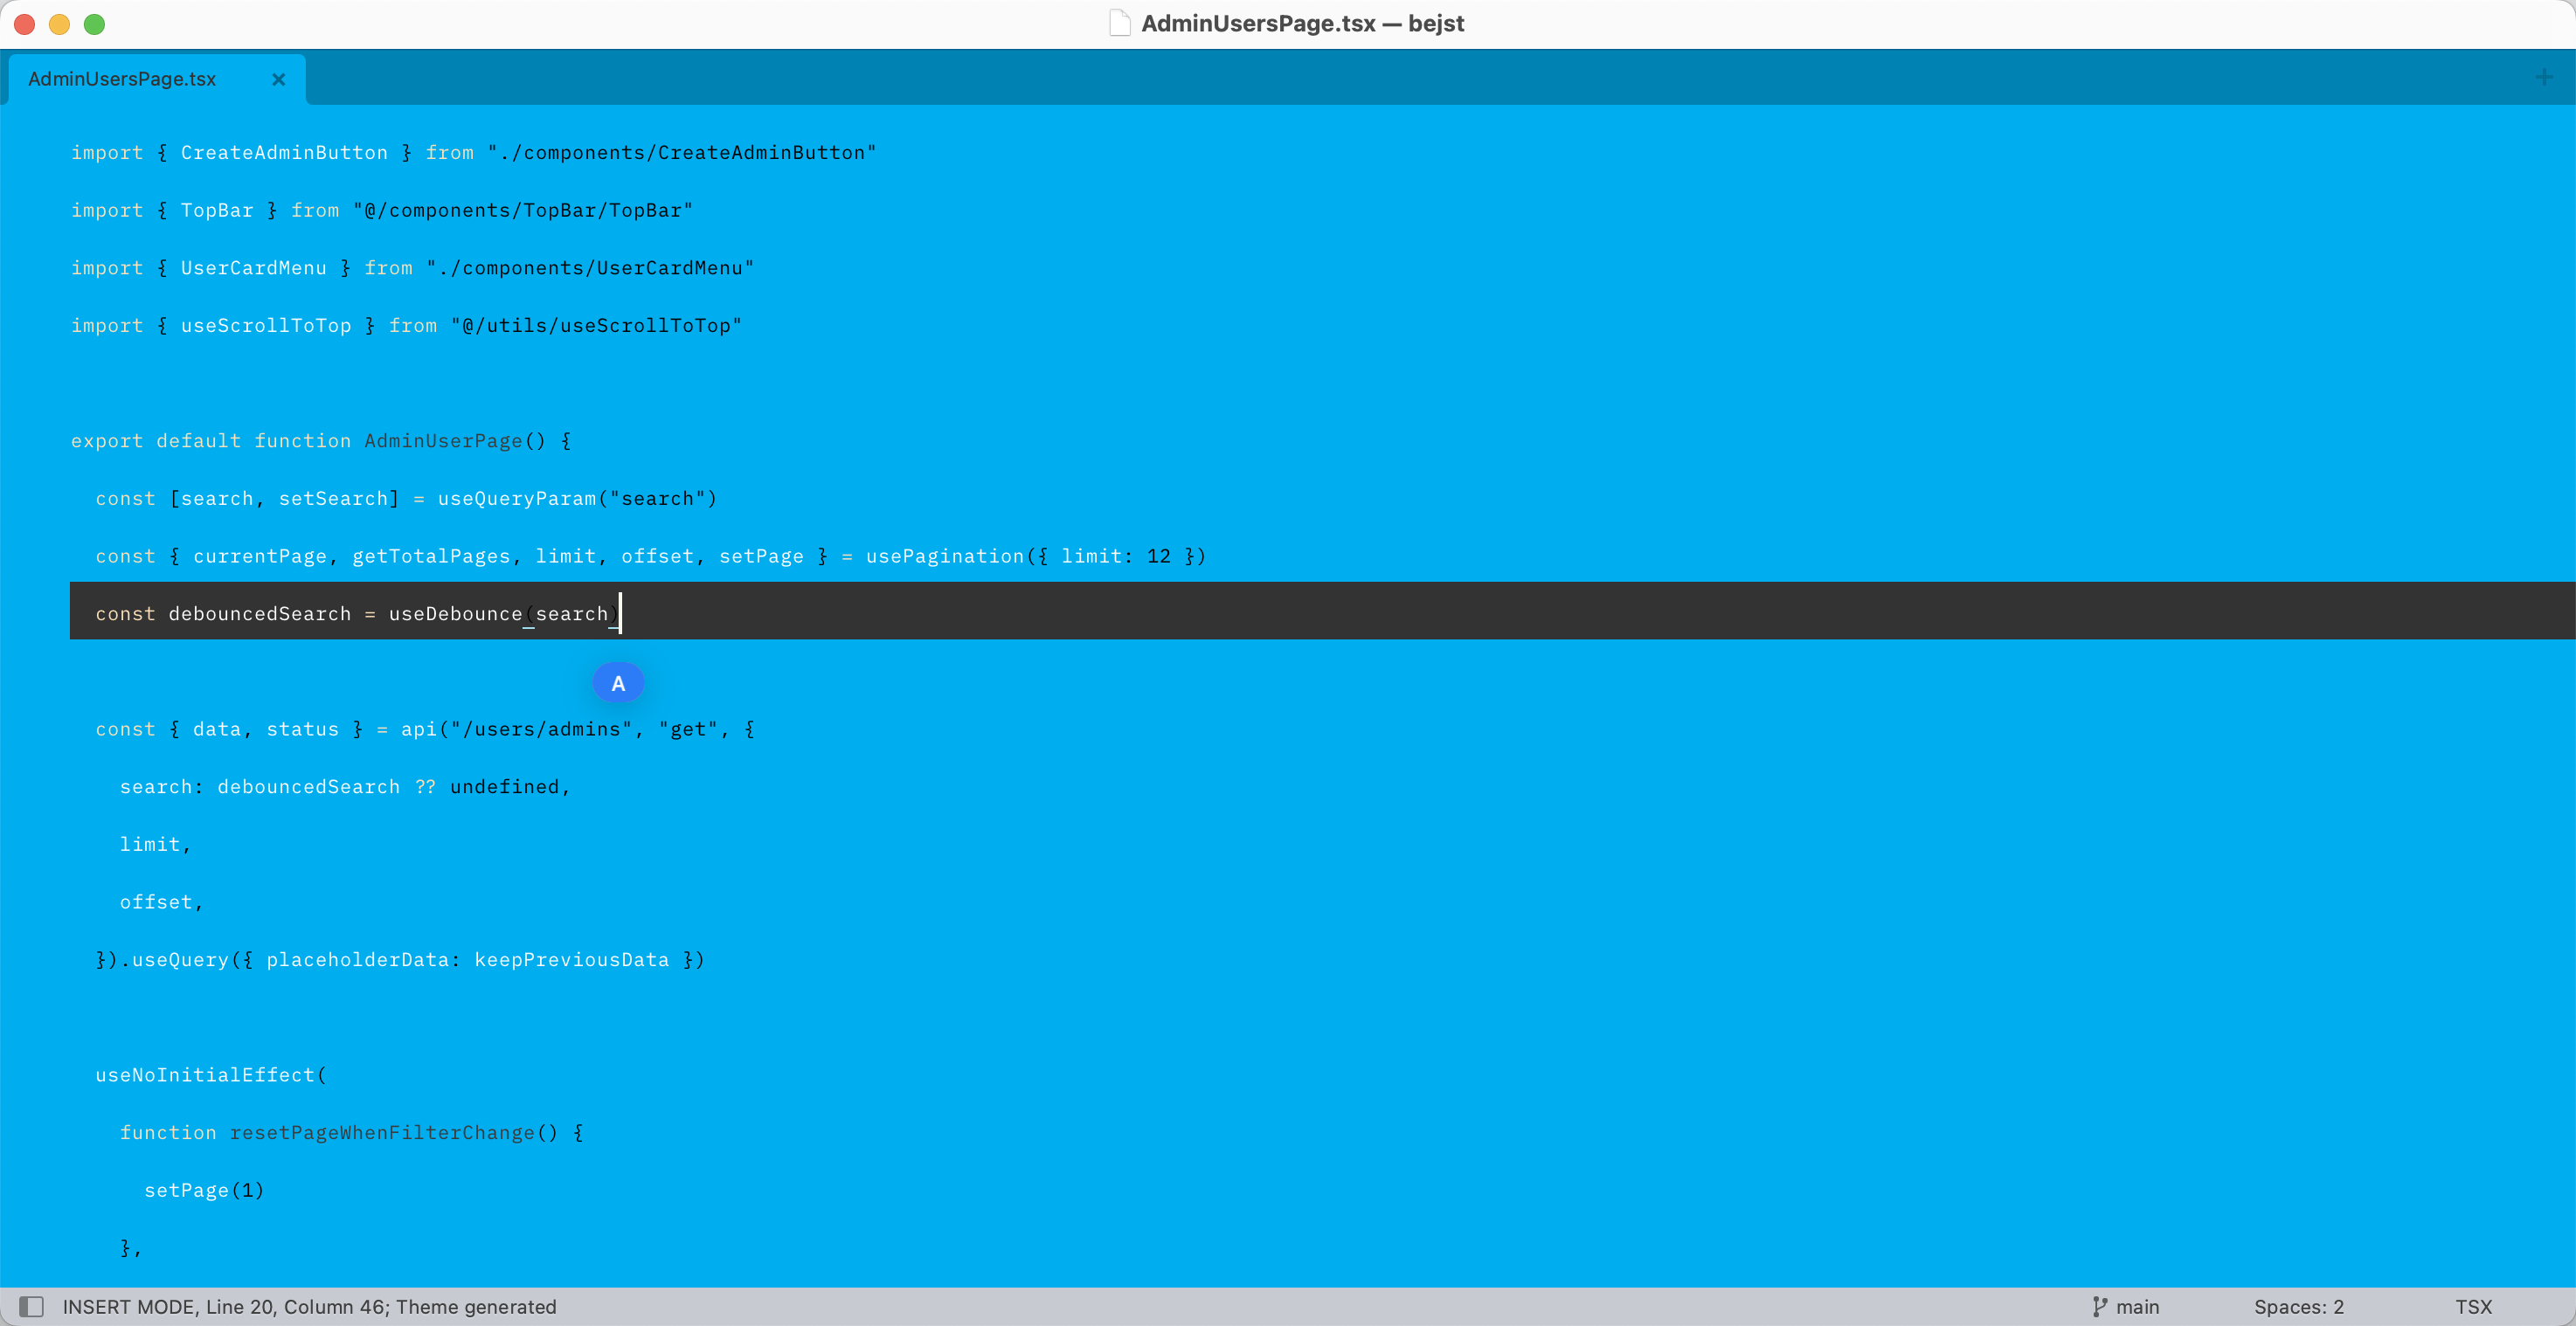 AdminUsersPage.tsx — bejst
AdminUsersPage.tsx
import { CreateAdminButton } from "./components/CreateAdminButton"
import { TopBar } from "@/components/TopBar/TopBar"
import { UserCardMenu } from "./components/UserCardMenu"
import { useScrollToTop } from "@/utils/useScrollToTop"
export default function AdminUserPage() {
const [search, setSearch] = useQueryParam("search")
const { currentPage, getTotalPages, limit, offset, setPage } = usePagination({ limit: 12 })
const debouncedSearch = useDebounce(search)
A
const { data, status } = api("/users/admins", "get", {
search: debouncedSearch ?? undefined,
limit,
offset,
}).useQuery({ placeholderData: keepPreviousData })
useNoInitialEffect(
function resetPageWhenFilterChange() {
setPage(1)
},
INSERT MODE, Line 20, Column 46; Theme generated
main
Spaces: 2
TSX